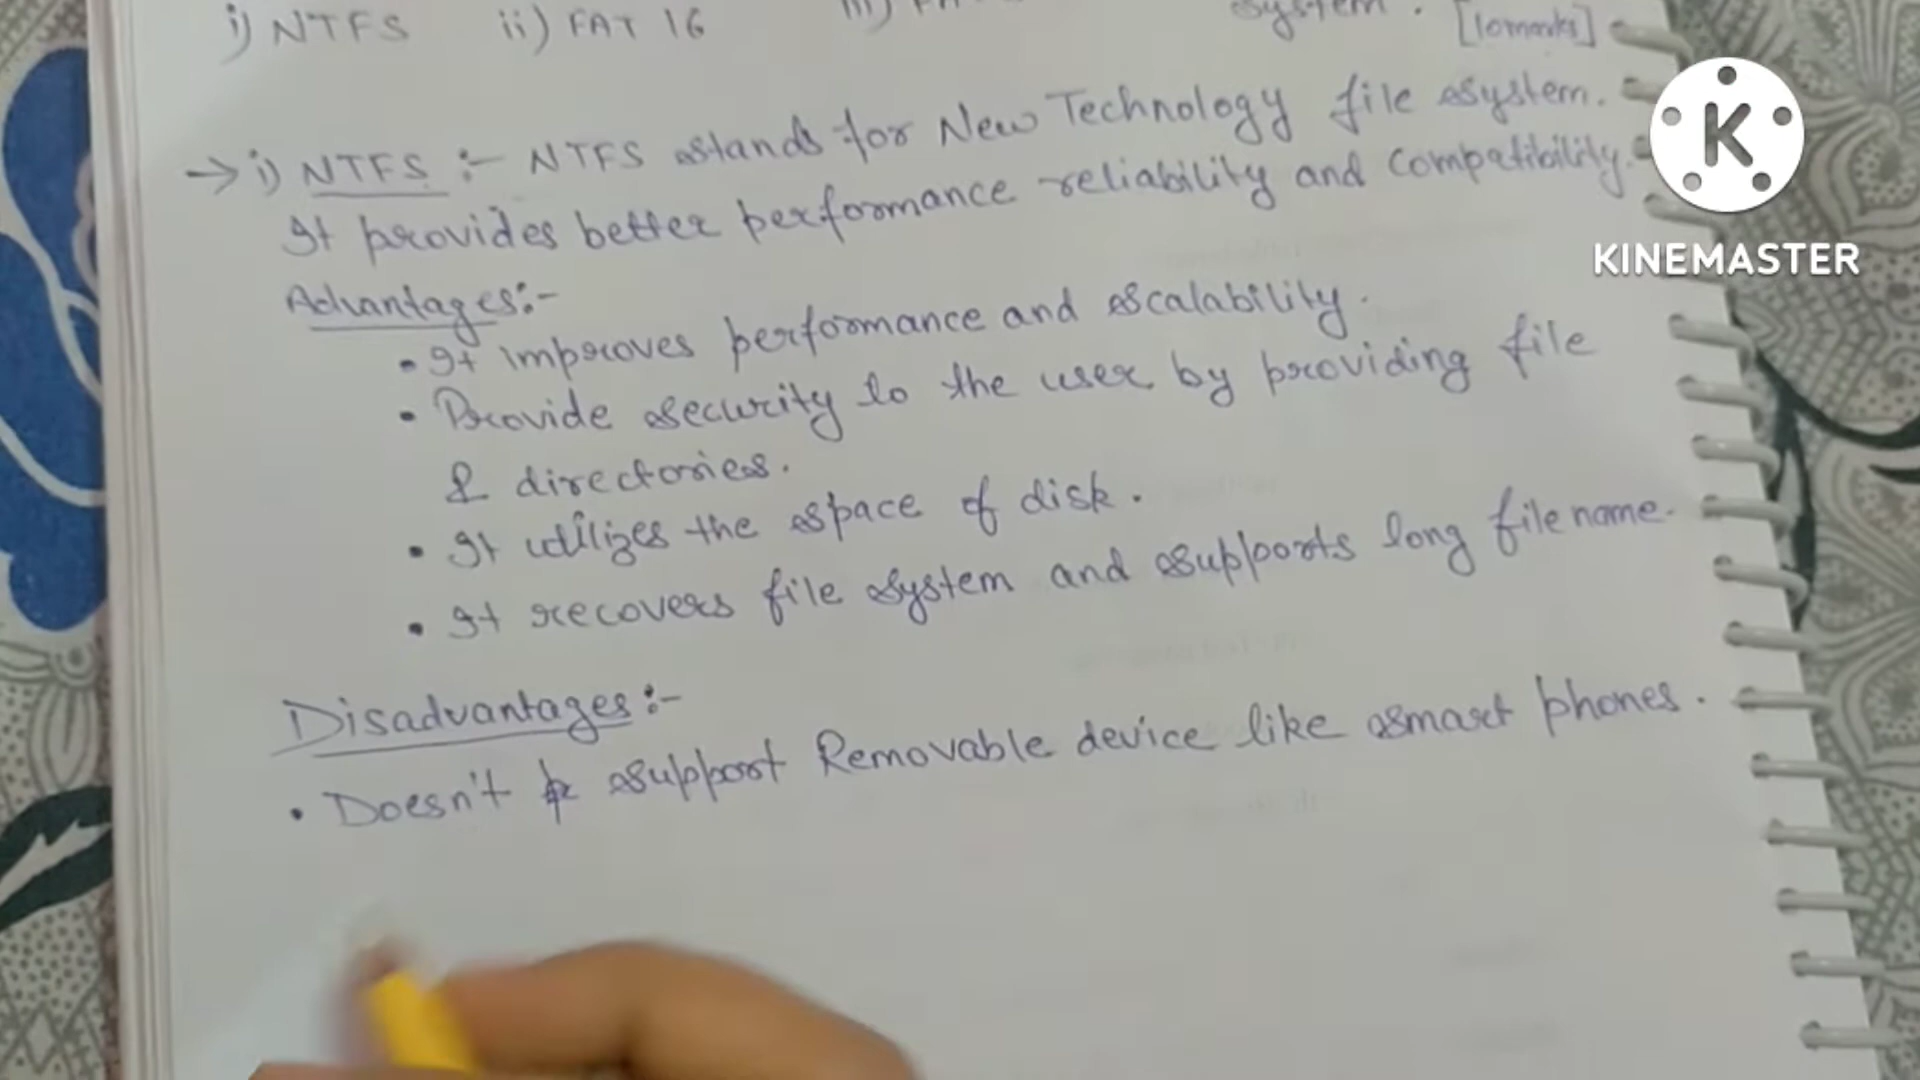 i) NTFS ii) FAT 16 iii) system. [10marks]
→ i) NTFS :- NTFS stands for New Technology file system.
It provides better performance reliability and compatibility.
Advantages:-
• It improves performance and scalability.
• Provide security to the user by providing file
& directories.
• It utilizes the space of disk.
• It recovers file system and supports long filename.
Disadvantages:-
• Doesn't support Removable device like smart phones.
K
KINEMASTER